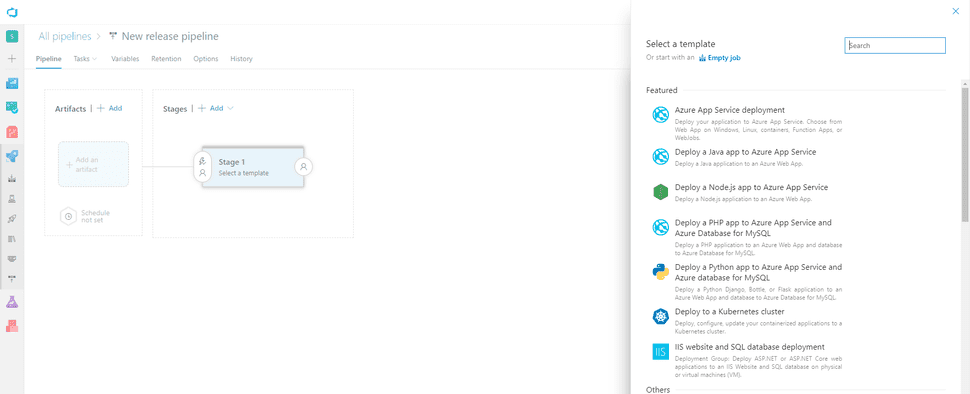 S
All pipelines > New release pipeline
Pipeline Tasks Variables Retention Options History
Artifacts | + Add
Stages | + Add
+ Add an
artifact
Schedule
not set
Stage 1
Select a template
Select a template
Search
Or start with an Empty job
Featured
Azure App Service deployment
Deploy your application to Azure App Service. Choose from
Web App on Windows, Linux, containers, Function Apps, or
WebJobs.
Deploy a Java app to Azure App Service
Deploy a Java application to an Azure Web App.
Deploy a Node.js app to Azure App Service
Deploy a Node.js application to an Azure Web App.
Deploy a PHP app to Azure App Service and
Azure Database for MySQL
Deploy a PHP application to an Azure Web App and database
to Azure Database for MySQL.
Deploy a Python app to Azure App Service and
Azure database for MySQL
Deploy a Python Django, Bottle, or Flask application to an
Azure Web App and database to Azure Database for MySQL.
Deploy to a Kubernetes cluster
Deploy, configure, update your containerized applications to a
Kubernetes cluster.
IIS
IIS website and SQL database deployment
Deployment Group: Deploy ASP.NET or ASP.NET Core web
applications to an IIS Website and SQL database on physical
or virtual machines (VM).
Others